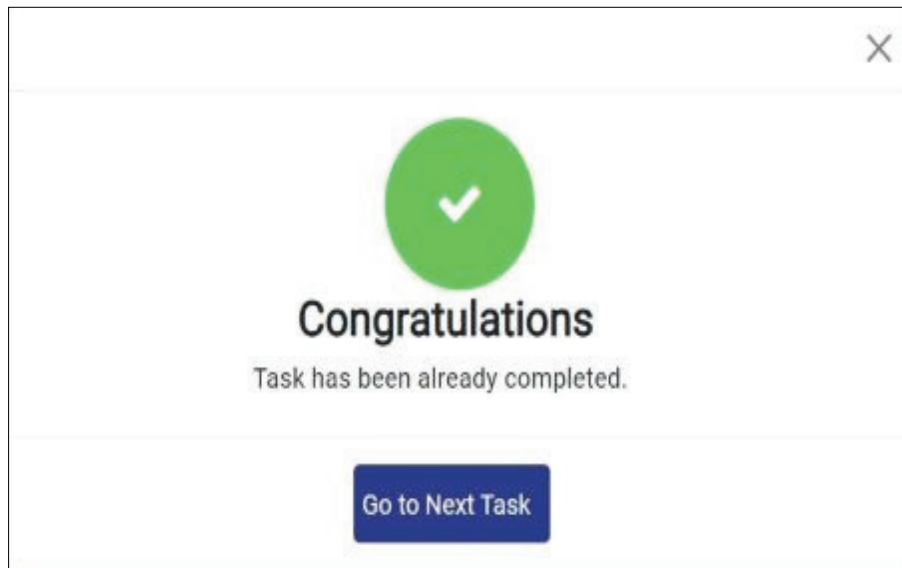 Congratulations
Task has been already completed.
Go to Next Task